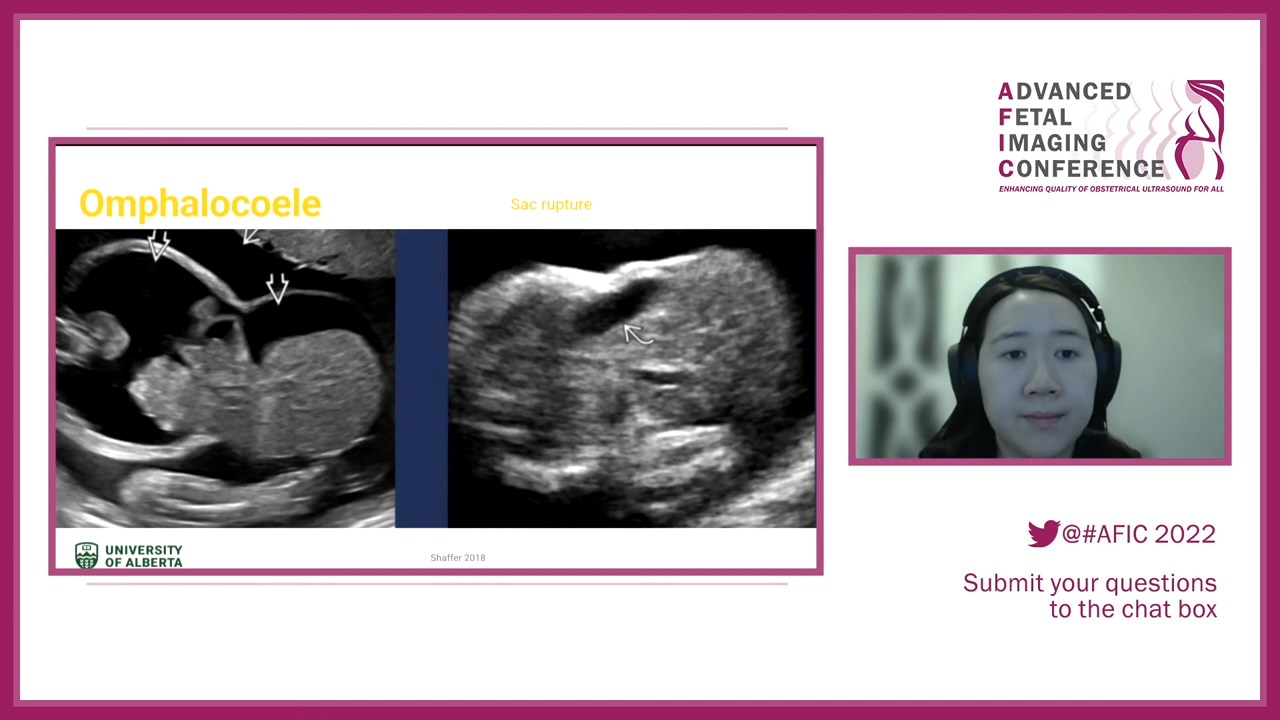 ADVANCED
FETAL
IMAGING
CONFERENCE
ENHANCING QUALITY OF OBSTETRICAL ULTRASOUND FOR ALL
Omphalocoele
Sac rupture
UNIVERSITY
OF ALBERTA
Shaffer 2018
@#AFIC 2022
Submit your questions
to the chat box